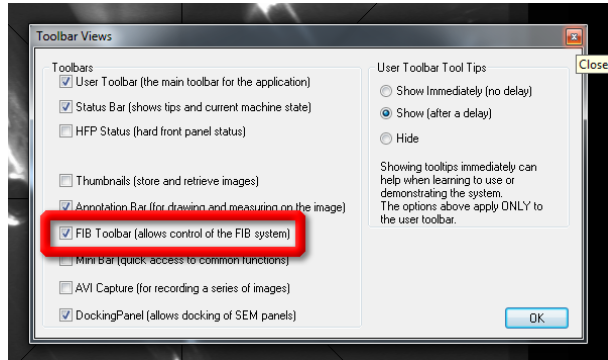 Toolbar Views
Close
Toolbars
User Toolbar (the main toolbar for the application)
Status Bar (shows tips and current machine state)
HFP Status (hard front panel status)
Thumbnails (store and retrieve images)
Annotation Bar (for drawing and measuring on the image)
FIB Toolbar (allows control of the FIB system)
Mini Bar (quick access to common functions)
AVI Capture (for recording a series of images)
DockingPanel (allows docking of SEM panels)
User Toolbar Tool Tips
Show Immediately (no delay)
Show (after a delay)
Hide
Showing tooltips immediately can
help when learning to use or
demonstrating the system.
The options above apply ONLY to
the user toolbar.
OK